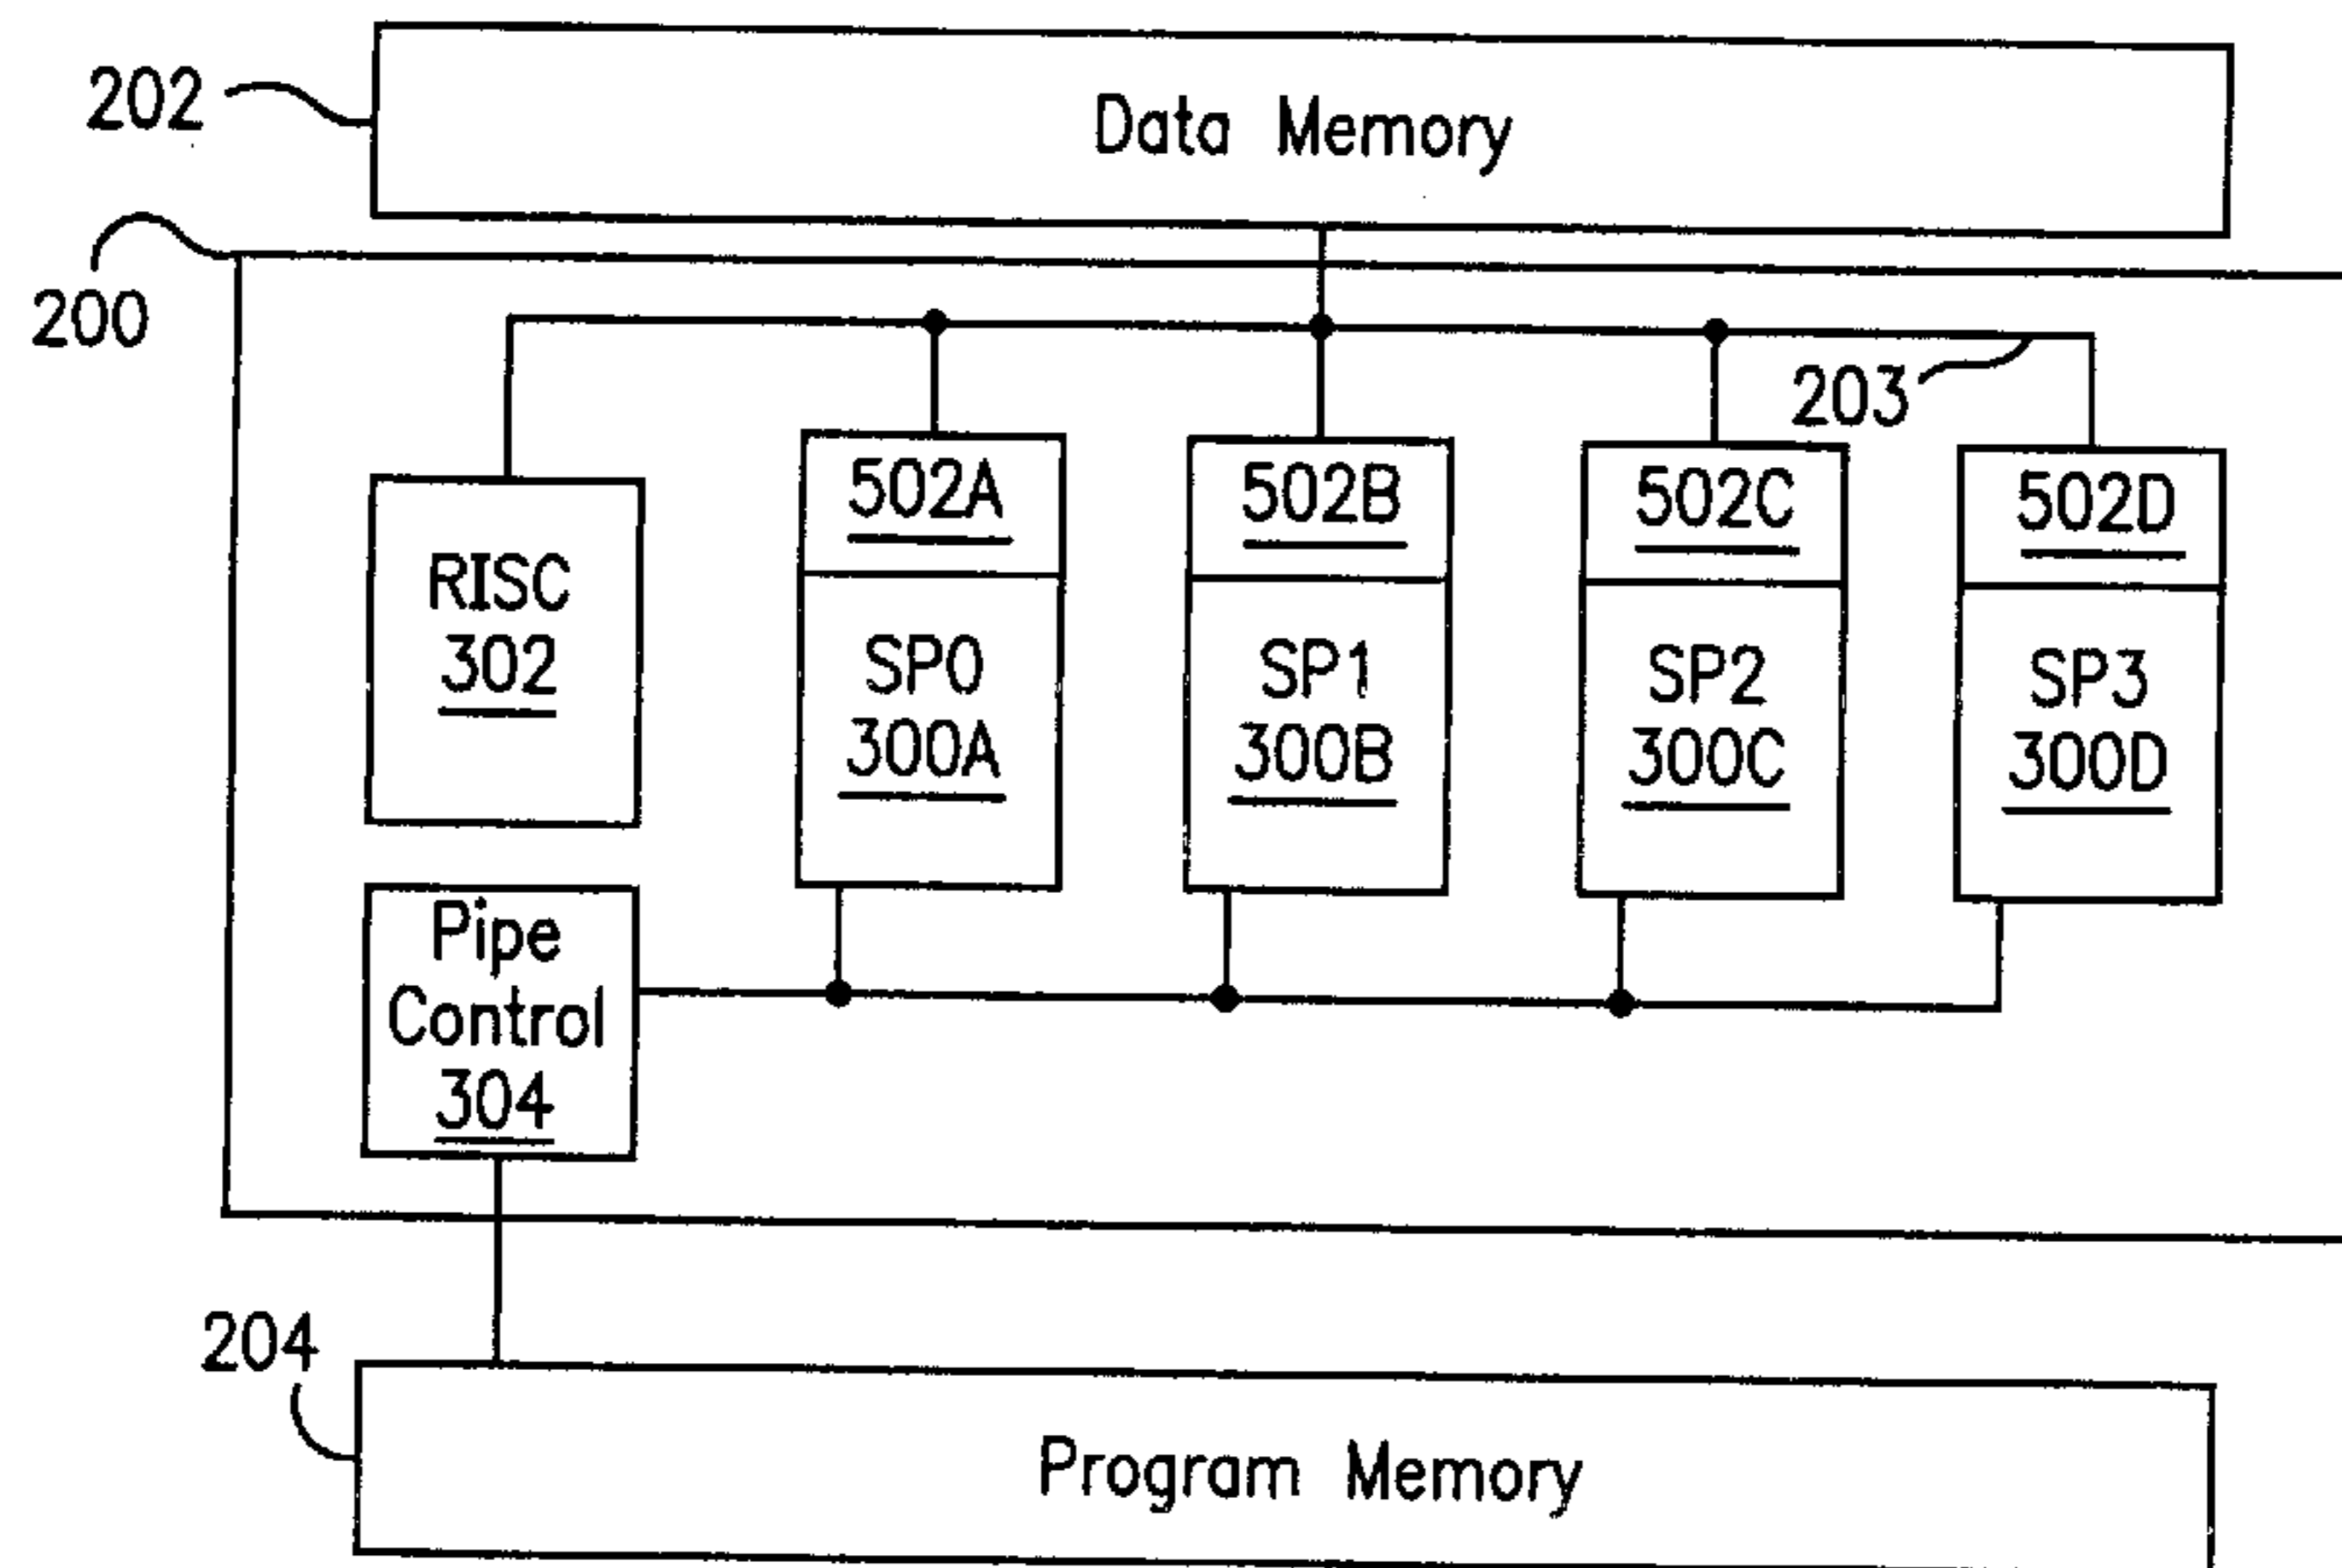 202
Data Memory
200
203
502A
502B
502C
502D
RISC
302
SP0
300A
SP1
300B
SP2
300C
SP3
300D
Pipe
Control
304
204
Program Memory